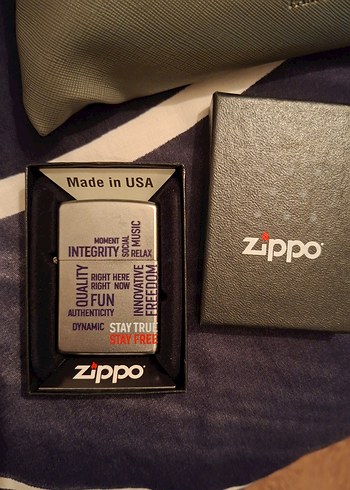 Made in USA
MOMENT
INTEGRITY
SOCIAL
MUSIC
RELAX
QUALITY
RIGHT HERE
RIGHT NOW
FUN
AUTHENTICITY
INNOVATIVE
FREEDOM
DYNAMIC
STAY TRUE
STAY FREE
zippo
zippo